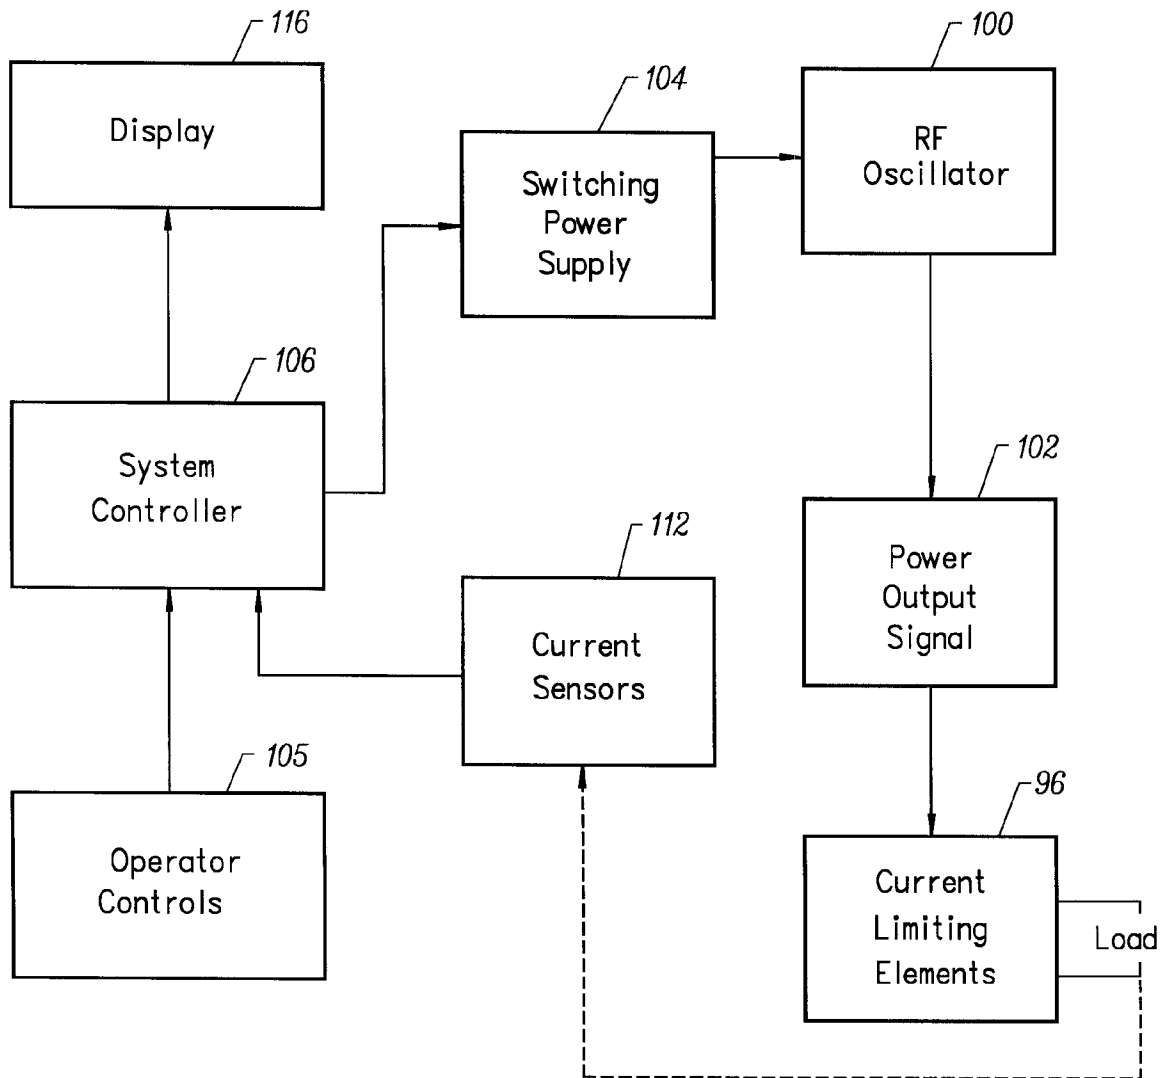 116
Display
104
Switching
Power
Supply
100
RF
Oscillator
106
System
Controller
112
Current
Sensors
102
Power
Output
Signal
105
Operator
Controls
96
Current
Limiting
Elements
Load